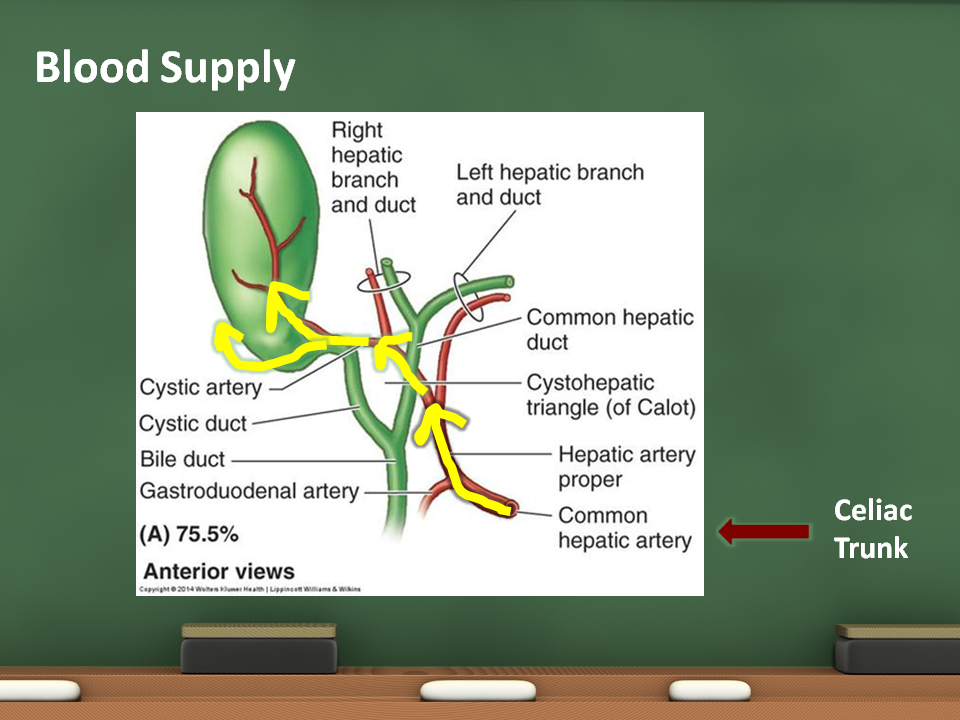 Blood Supply
Right
hepatic
branch
and duct
Left hepatic branch
and duct
Common hepatic
duct
Cystic artery
Cystohepatic
triangle (of Calot)
Cystic duct
Bile duct
Hepatic artery
proper
Gastroduodenal artery
Common
hepatic artery
(A) 75.5%
Anterior views
Copyright © 2014 Wolters Kluwer Health | Lippincott Williams & Wilkins
Celiac
Trunk